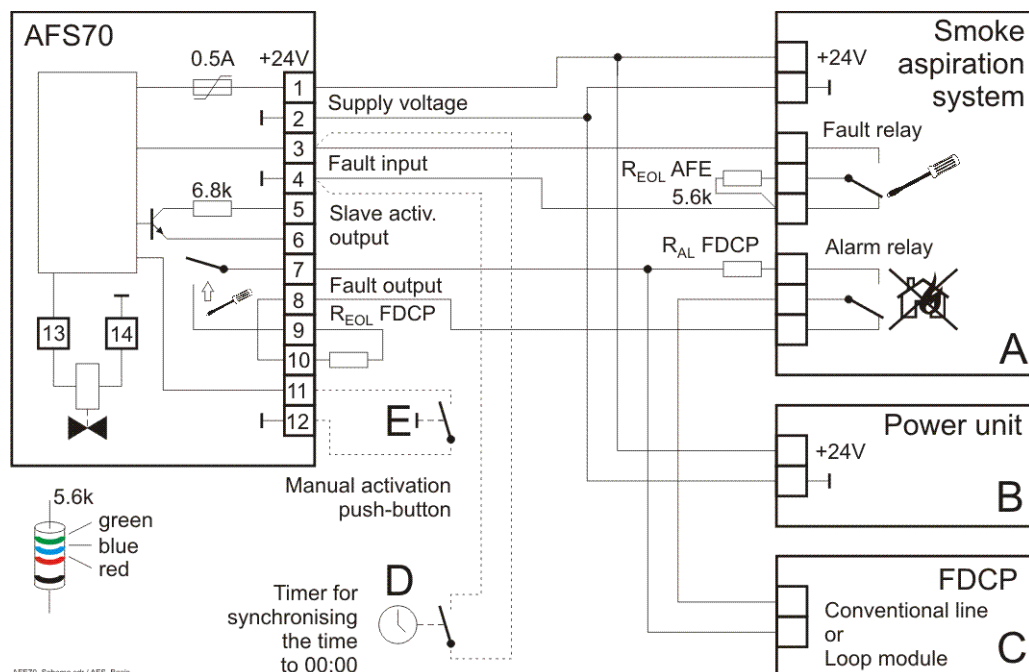 AFS70
0.5A
+24V
1
2
3
4
5
6
7
8
9
10
11
12
13
14
Supply voltage
Fault input
6.8k
Slave activ.
output
Fault output
R_EOL FDCP
E
Manual activation
push-button
5.6k
green
blue
red
D
Timer for
synchronising
the time
to 00:00
R_EOL AFE
5.6k
R_AL FDCP
Smoke
aspiration
system
+24V
Fault relay
Alarm relay
A
Power unit
+24V
B
FDCP
Conventional line
or
Loop module
C